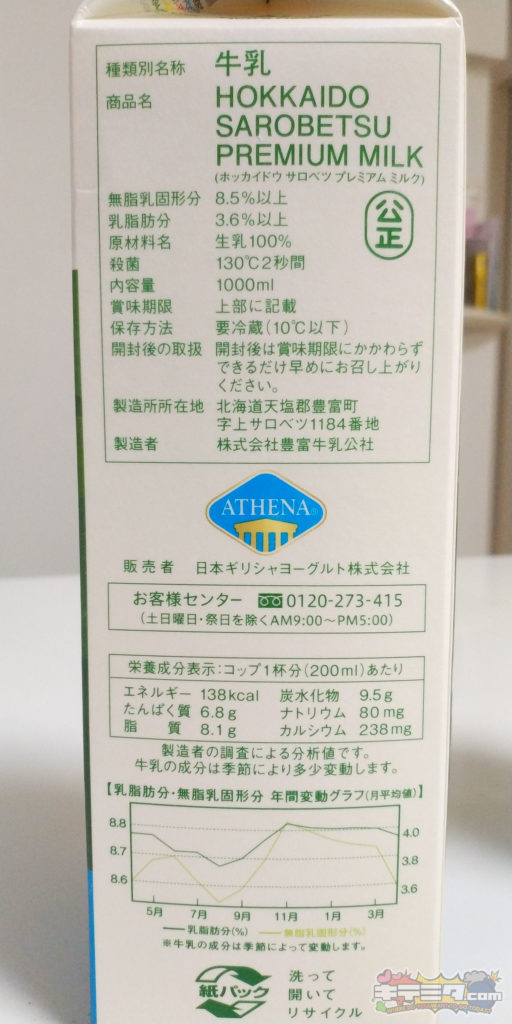 種類別名称 牛乳
商品名 HOKKAIDO
SAROBETSU
PREMIUM MILK
(ホッカイドウ サロベツ プレミアム ミルク)
無脂乳固形分 8.5%以上
乳脂肪分 3.6%以上
公正
原材料名 生乳100%
殺菌 130℃2秒間
内容量 1000ml
賞味期限 上部に記載
保存方法 要冷蔵(10℃以下)
開封後の取扱 開封後は賞味期限にかかわらず
できるだけ早めにお召し上がり
ください。
製造所所在地 北海道天塩郡豊富町
字上サロベツ1184番地
製造者 株式会社豊富牛乳公社
ATHENA®
販売者 日本ギリシャヨーグルト株式会社
お客様センター 0120-273-415
(土日曜日・祭日を除くAM9:00〜PM5:00)
栄養成分表示:コップ1杯分(200ml)あたり
エネルギー 138kcal 炭水化物 9.5g
たんぱく質 6.8g ナトリウム 80mg
脂質 8.1g カルシウム 238mg
製造者の調査による分析値です。
牛乳の成分は季節により多少変動します。
【乳脂肪分・無脂乳固形分 年間変動グラフ(月平均値)】
8.8 4.0
8.7 3.8
8.6 3.6
5月 7月 9月 11月 1月 3月
乳脂肪分(%) 無脂乳固形分(%)
※牛乳の成分は季節によって変動します。
紙パック
洗って
開いて
リサイクル
キテミタ.com